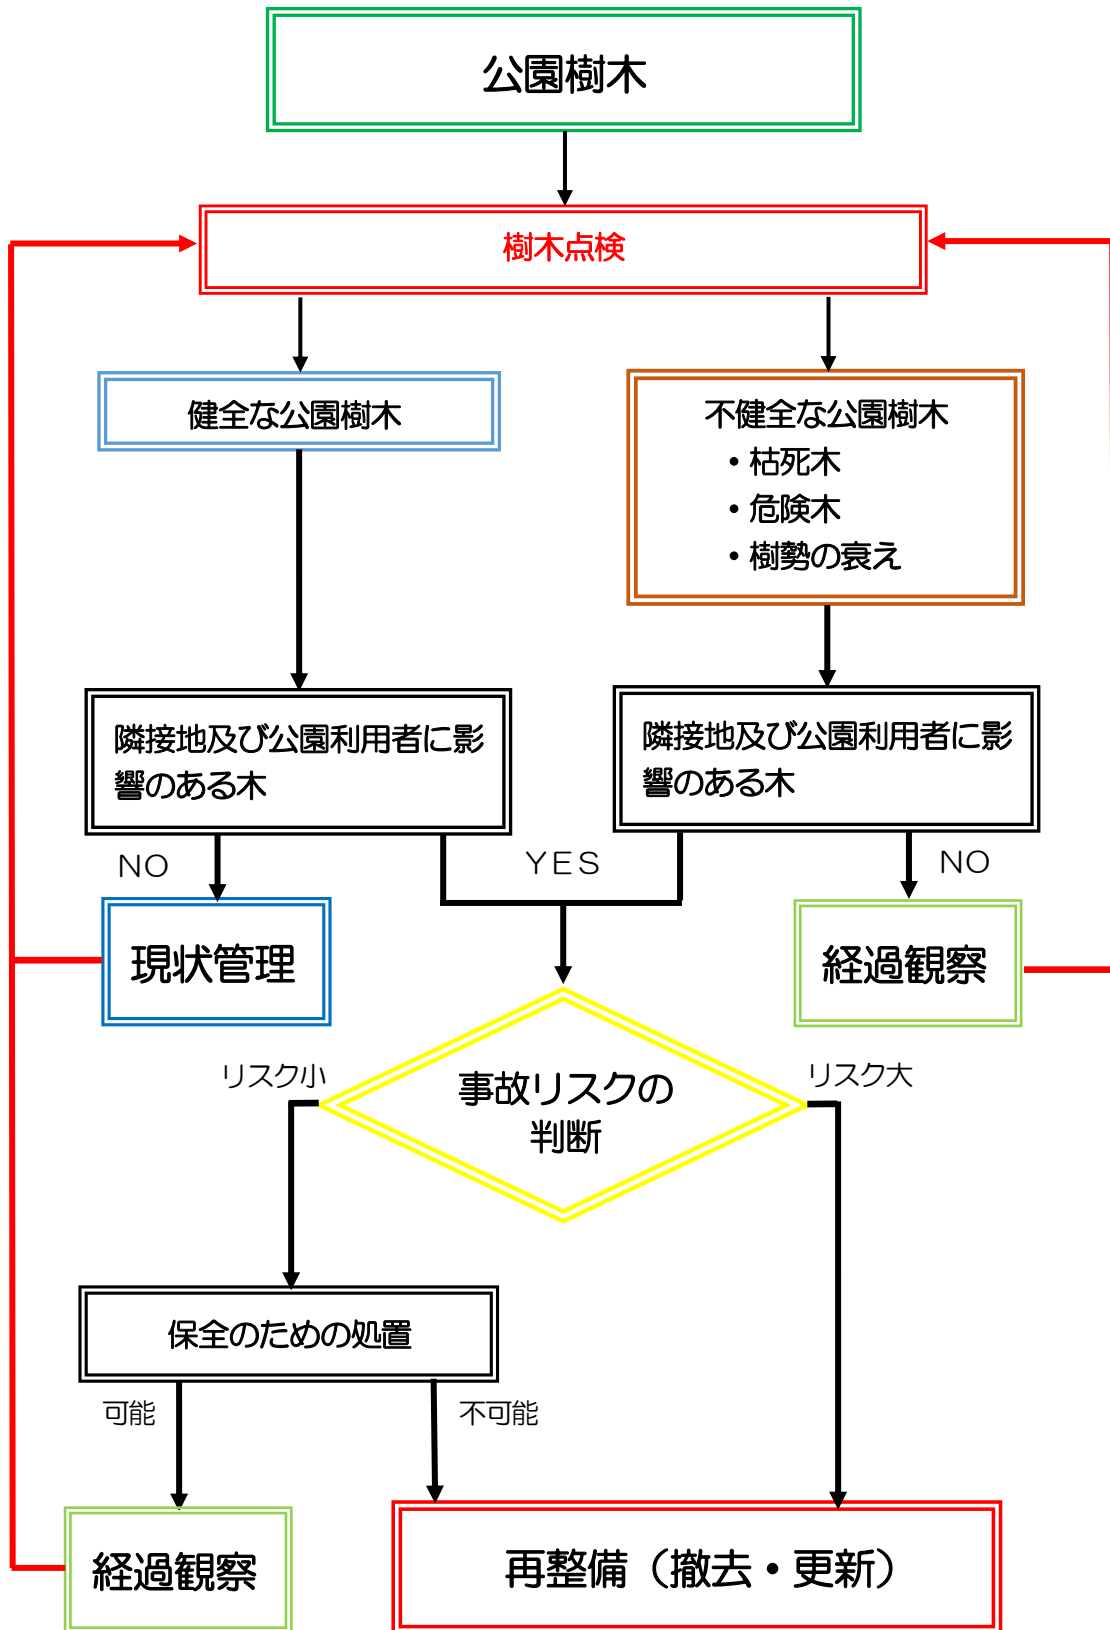 公園樹木
樹木点検
健全な公園樹木
不健全な公園樹木
・枯死木
・危険木
・樹勢の衰え
隣接地及び公園利用者に影
響のある木
隣接地及び公園利用者に影
響のある木
NO
YES
NO
現状管理
経過観察
リスク小
事故リスクの
判断
リスク大
保全のための処置
可能
不可能
経過観察
再整備（撤去・更新）